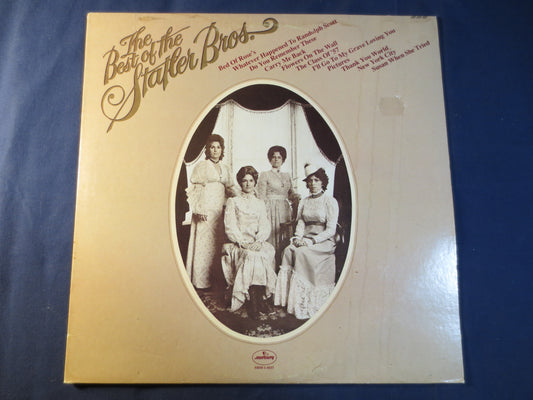 The
Best of the
Statler Bros.
Bed Of Rose's
Whatever Happened To Randolph Scott
Do You Remember These
Carry Me Back
Flowers On The Wall
The Class Of '57
I'll Go To My Grave Loving You
Pictures
Thank You World
New York City
Susan When She Tried
mercury